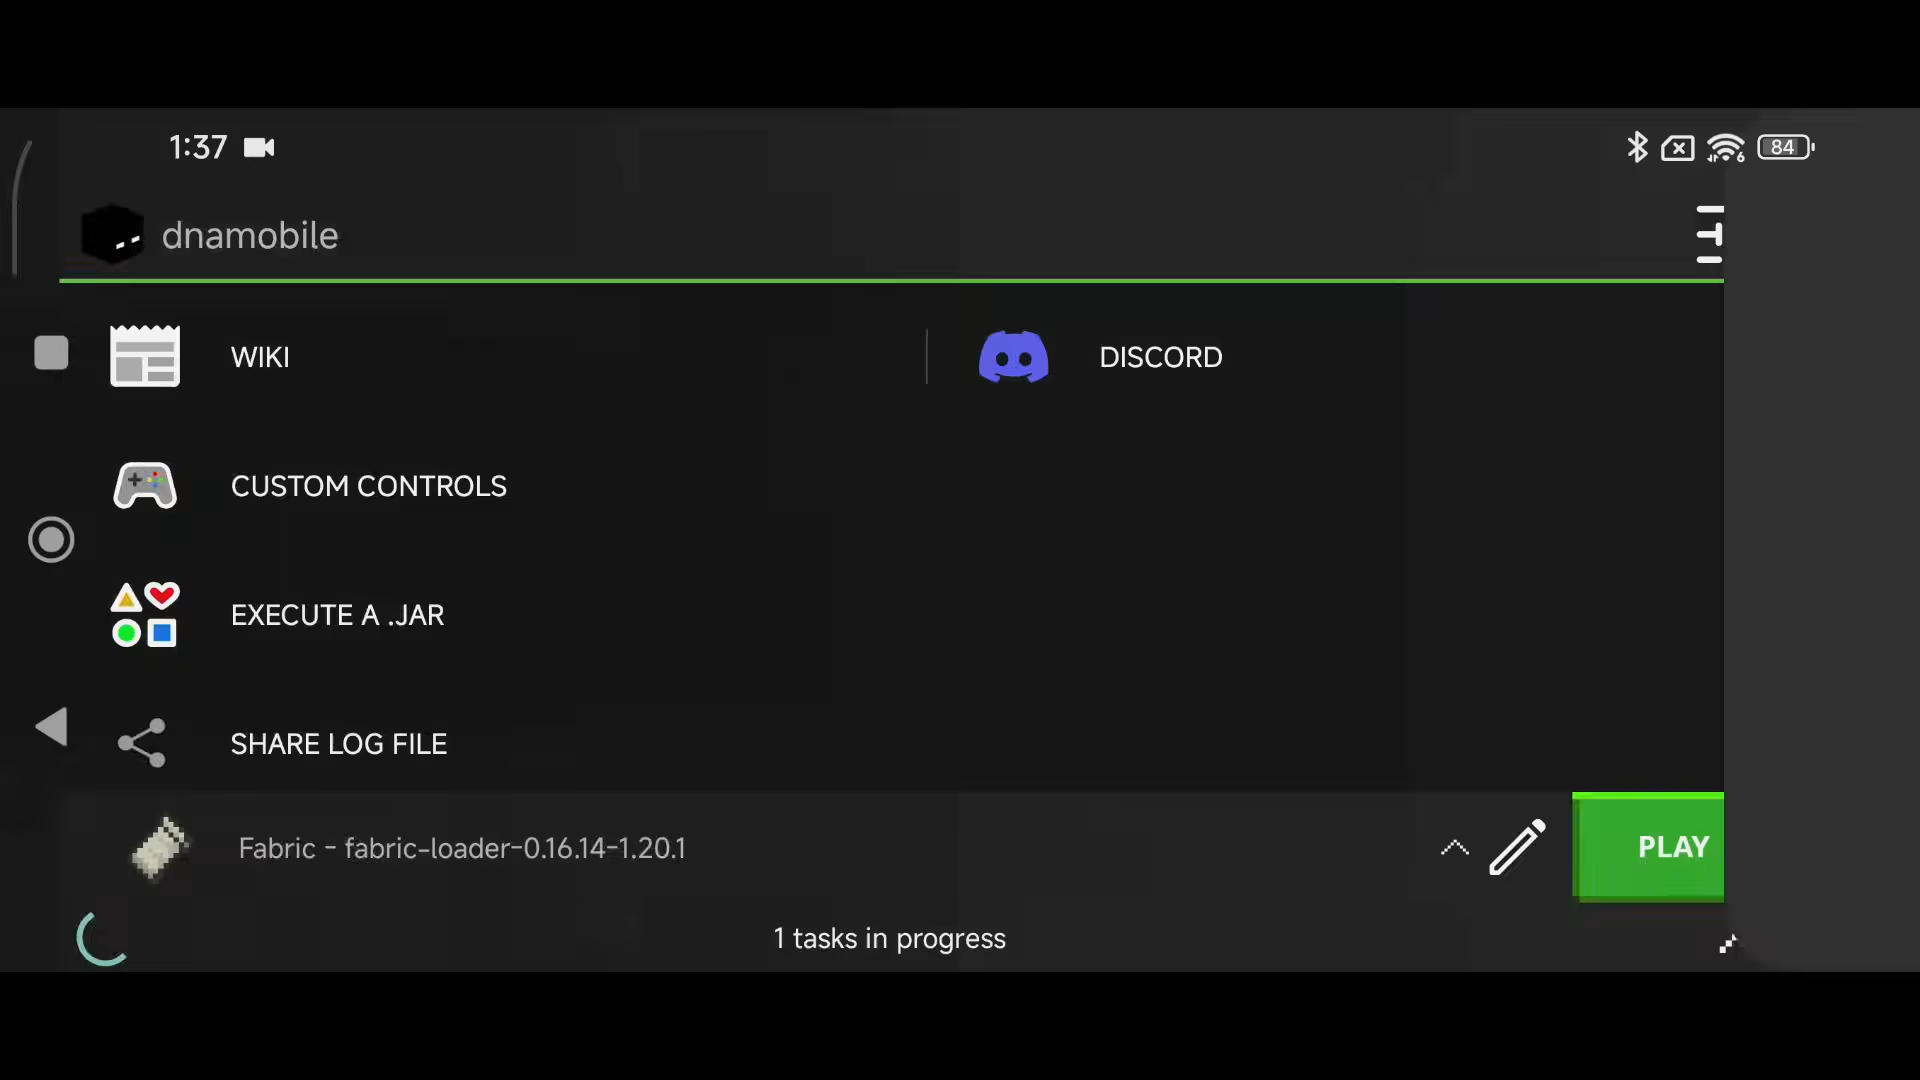 1:37
84
dnamobile
WIKI
DISCORD
CUSTOM CONTROLS
EXECUTE A .JAR
SHARE LOG FILE
Fabric - fabric-loader-0.16.14-1.20.1
PLAY
1 tasks in progress